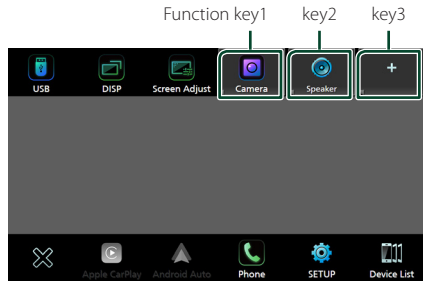 Function key1 key2 key3
USB DISP Screen Adjust Camera Speaker +
Apple CarPlay Android Auto Phone SETUP Device List